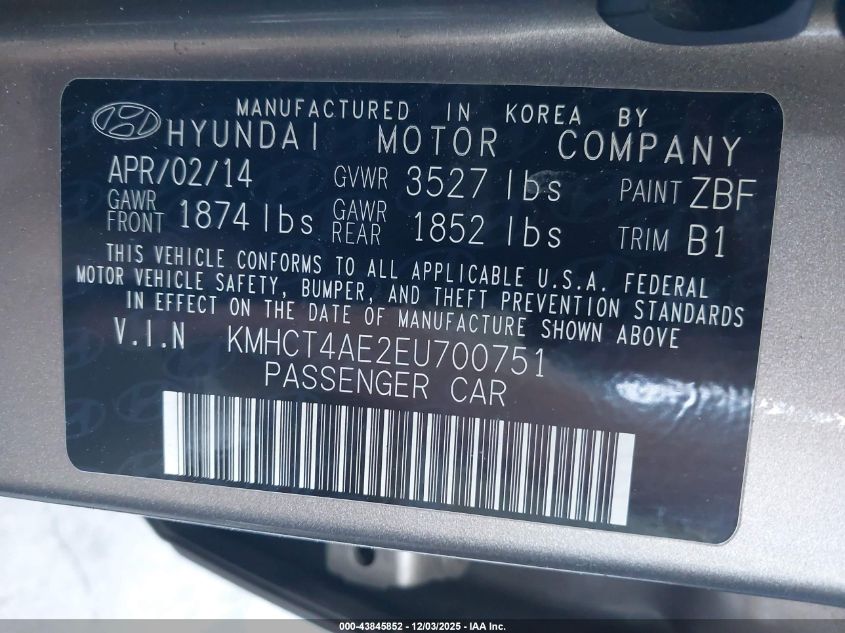 MANUFACTURED IN KOREA BY
HYUNDAI MOTOR COMPANY
APR/02/14 GVWR 3527 lbs PAINT ZBF
GAWR FRONT 1874 lbs GAWR REAR 1852 lbs TRIM B1
THIS VEHICLE CONFORMS TO ALL APPLICABLE U.S.A. FEDERAL
MOTOR VEHICLE SAFETY, BUMPER, AND THEFT PREVENTION STANDARDS
IN EFFECT ON THE DATE OF MANUFACTURE SHOWN ABOVE
V.I.N KMHCT4AE2EU700751
PASSENGER CAR
000-43845852 - 12/03/2025 - IAA Inc.